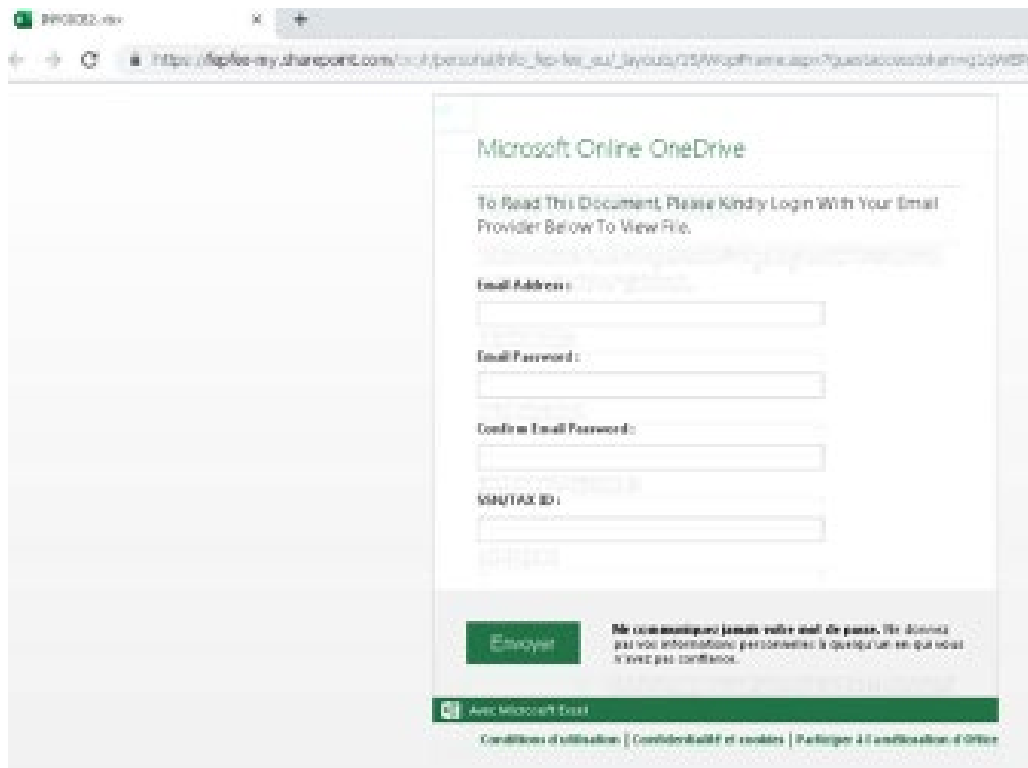 https://fepfee-my.sharepoint.com/
Microsoft Online OneDrive
To Read This Document, Please Kindly Login With Your Email
Provider Below To View File.
Email Address :
Email Password :
Confirm Email Password :
SSN/TAX ID :
Envoyer
Ne communiquez jamais votre mot de passe. Ne donnez
pas vos informations personnelles à quelqu'un en qui vous
n'avez pas confiance.
Avec Microsoft Excel
Conditions d'utilisation | Confidentialité et cookies | Participer à l'amélioration d'Office